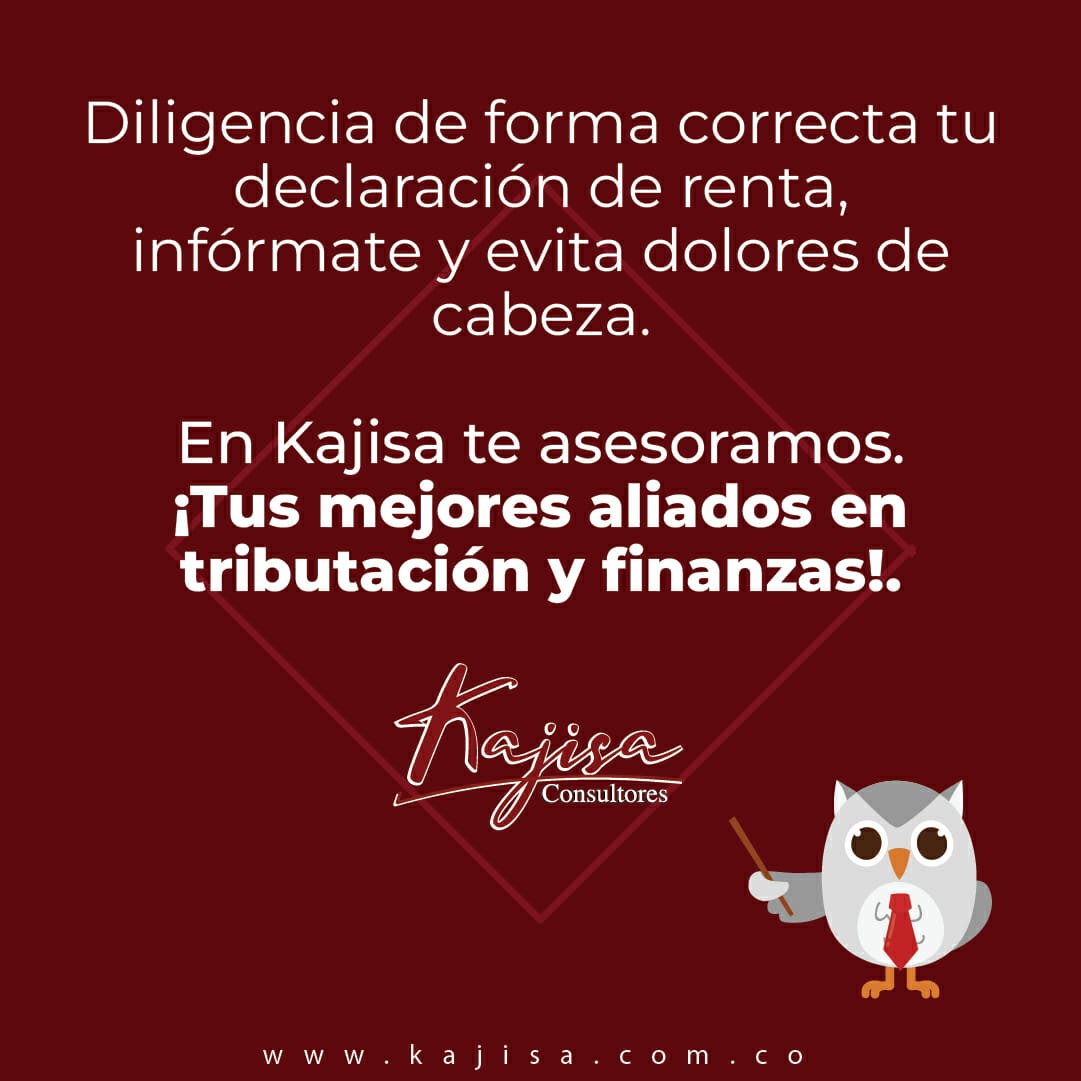 Diligencia de forma correcta tu
declaración de renta,
infórmate y evita dolores de
cabeza.
En Kajisa te asesoramos.
¡Tus mejores aliados en
tributación y finanzas!.
Kajisa
Consultores
www.kajisa.com.co